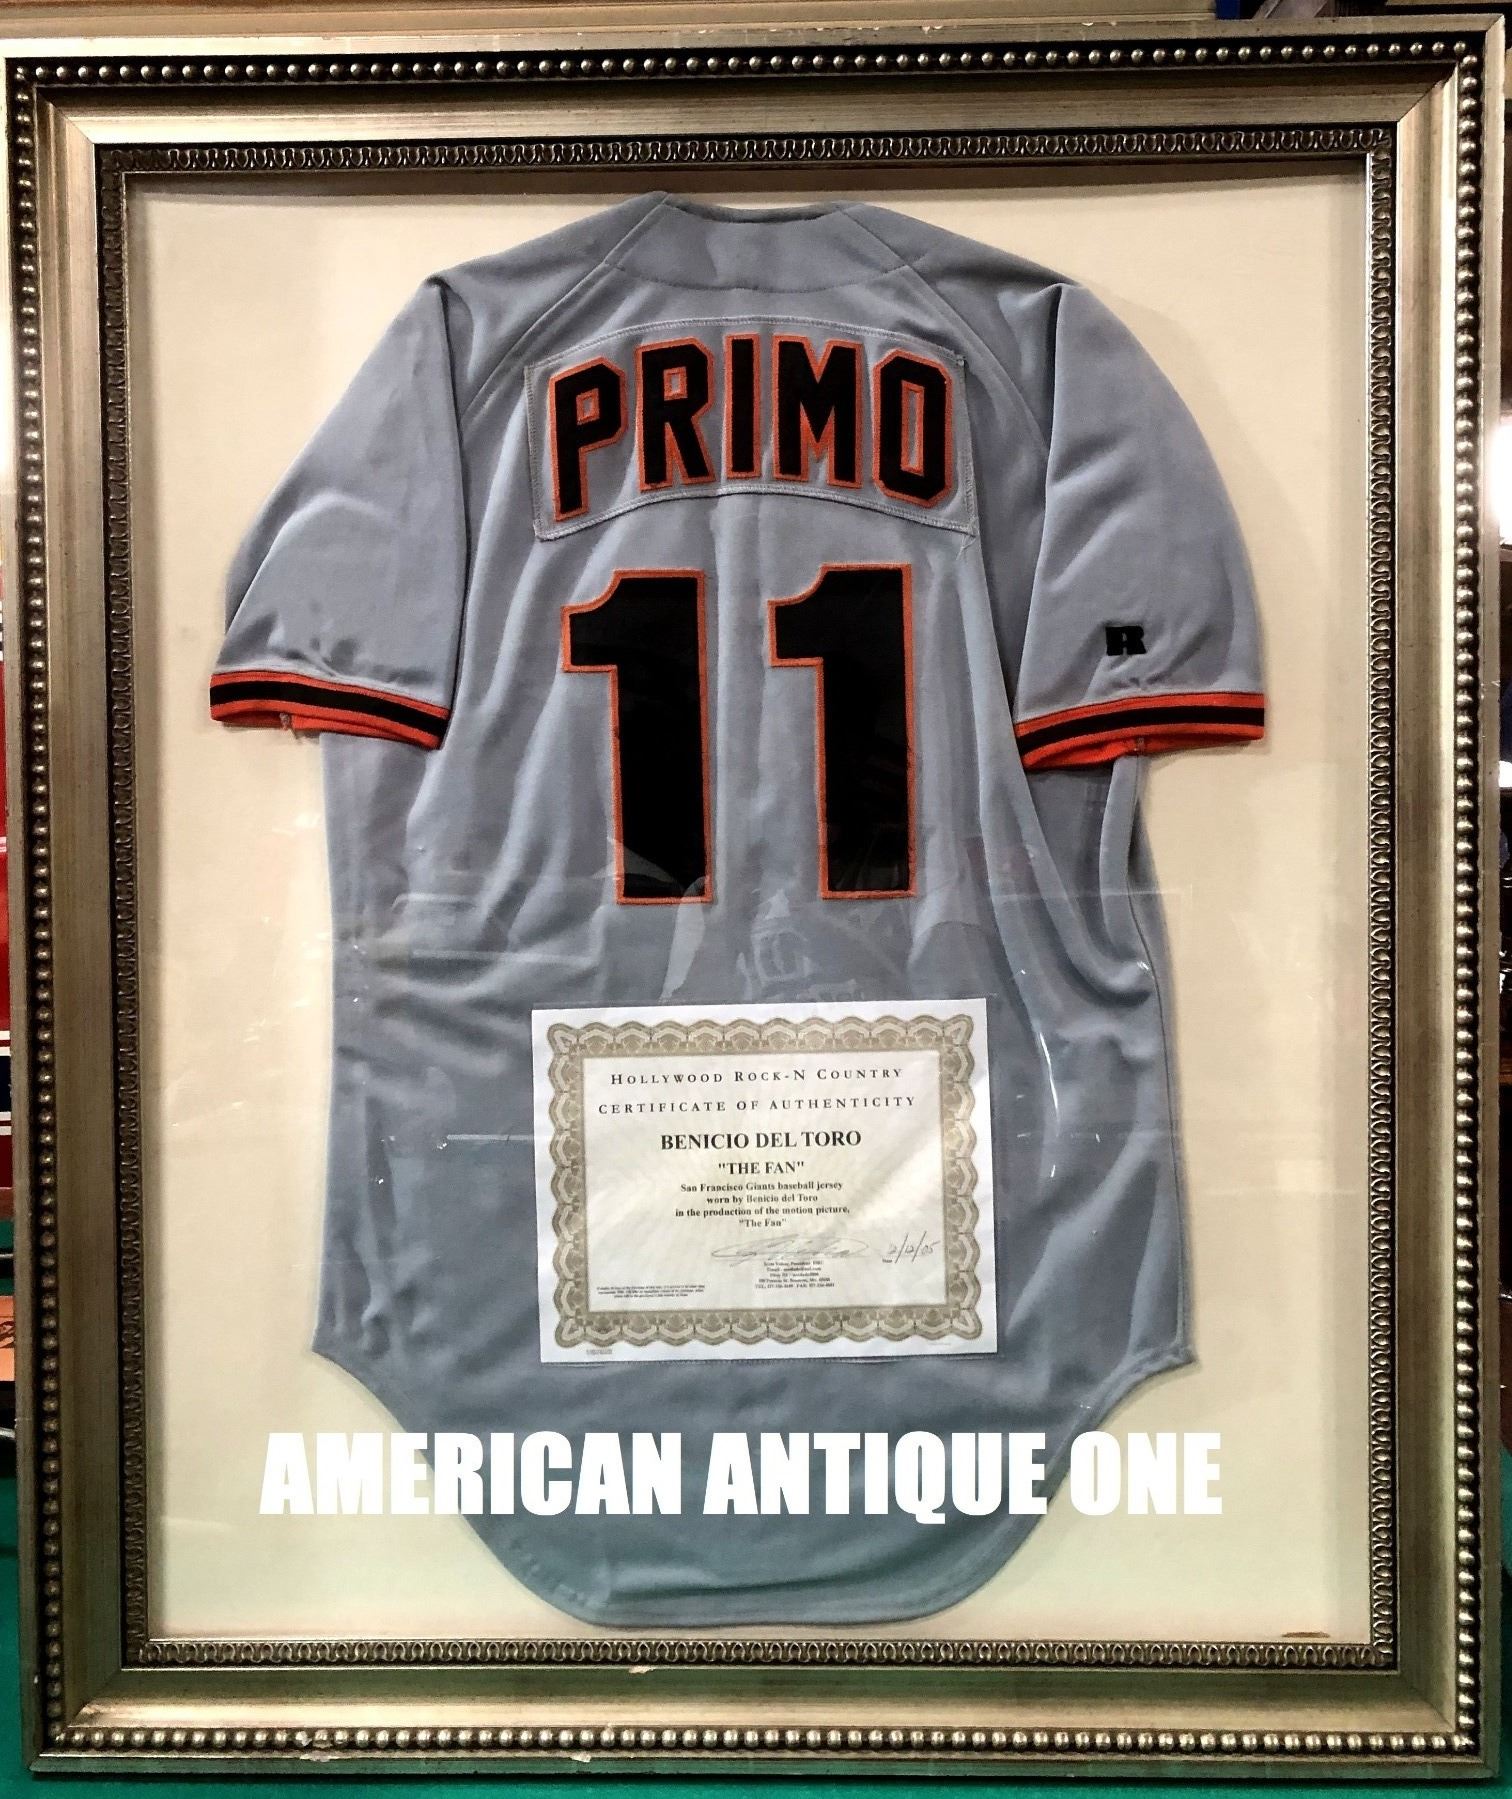 PRIMO
11
R
HOLLYWOOD ROCK-N COUNTRY
CERTIFICATE OF AUTHENTICITY
BENICIO DEL TORO
"THE FAN"
San Francisco Giants baseball jersey
worn by Benicio del Toro
in the production of the motion picture,
"The Fan"
AMERICAN ANTIQUE ONE